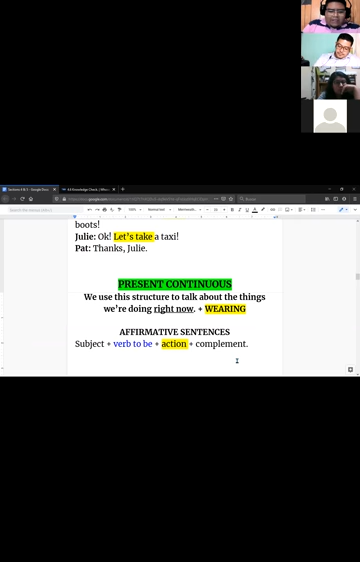 boots!
Julie: Ok! Let's take a taxi!
Pat: Thanks, Julie.
PRESENT CONTINUOUS
We use this structure to talk about the things
we're doing right now. + WEARING
AFFIRMATIVE SENTENCES
Subject + verb to be + action + complement.